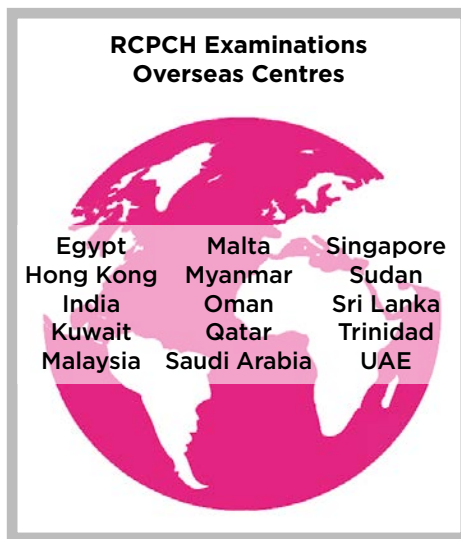 RCPCH Examinations
Overseas Centres
Egypt Malta Singapore
Hong Kong Myanmar Sudan
India Oman Sri Lanka
Kuwait Qatar Trinidad
Malaysia Saudi Arabia UAE